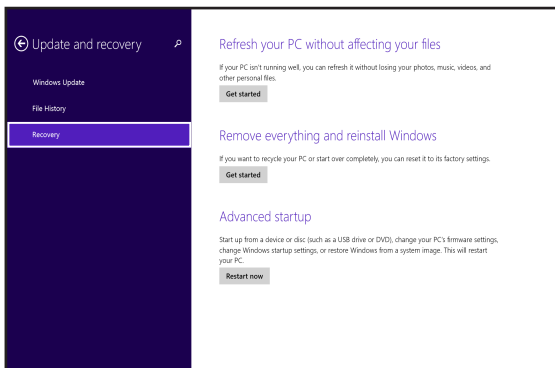 Update and recovery
Windows Update
File History
Recovery
Refresh your PC without affecting your files
If your PC isn't running well, you can refresh it without losing your photos, music, videos, and
other personal files.
Get started
Remove everything and reinstall Windows
If you want to recycle your PC or start over completely, you can reset it to its factory settings.
Get started
Advanced startup
Start up from a device or disc (such as a USB drive or DVD), change your PC's firmware settings,
change Windows startup settings, or restore Windows from a system image. This will restart
your PC.
Restart now